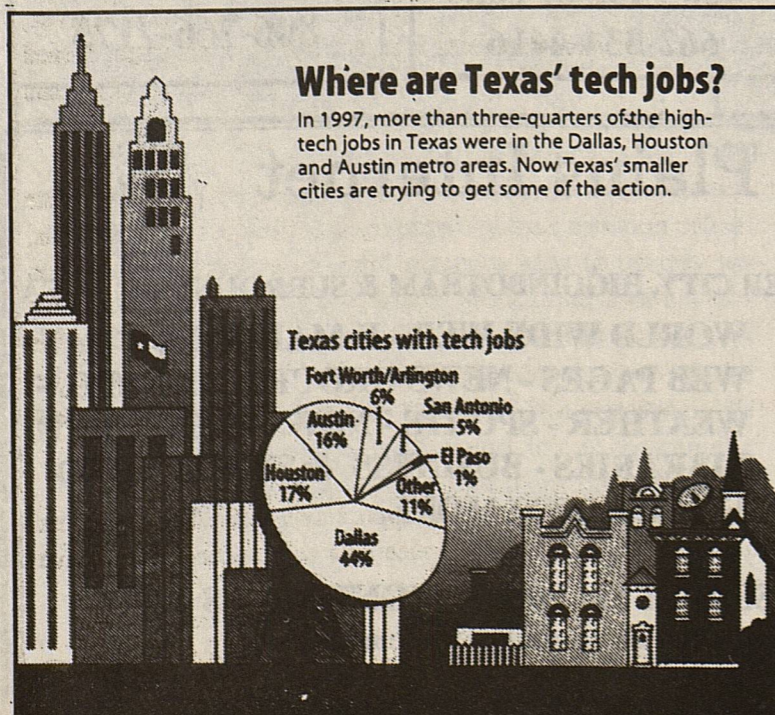 Where are Texas' tech jobs?
In 1997, more than three-quarters of the high-
tech jobs in Texas were in the Dallas, Houston
and Austin metro areas. Now Texas' smaller
cities are trying to get some of the action.
Texas cities with tech jobs
Fort Worth/Arlington
6%
San Antonio
5%
Austin
16%
El Paso
1%
Houston
17%
Other
11%
Dallas
44%